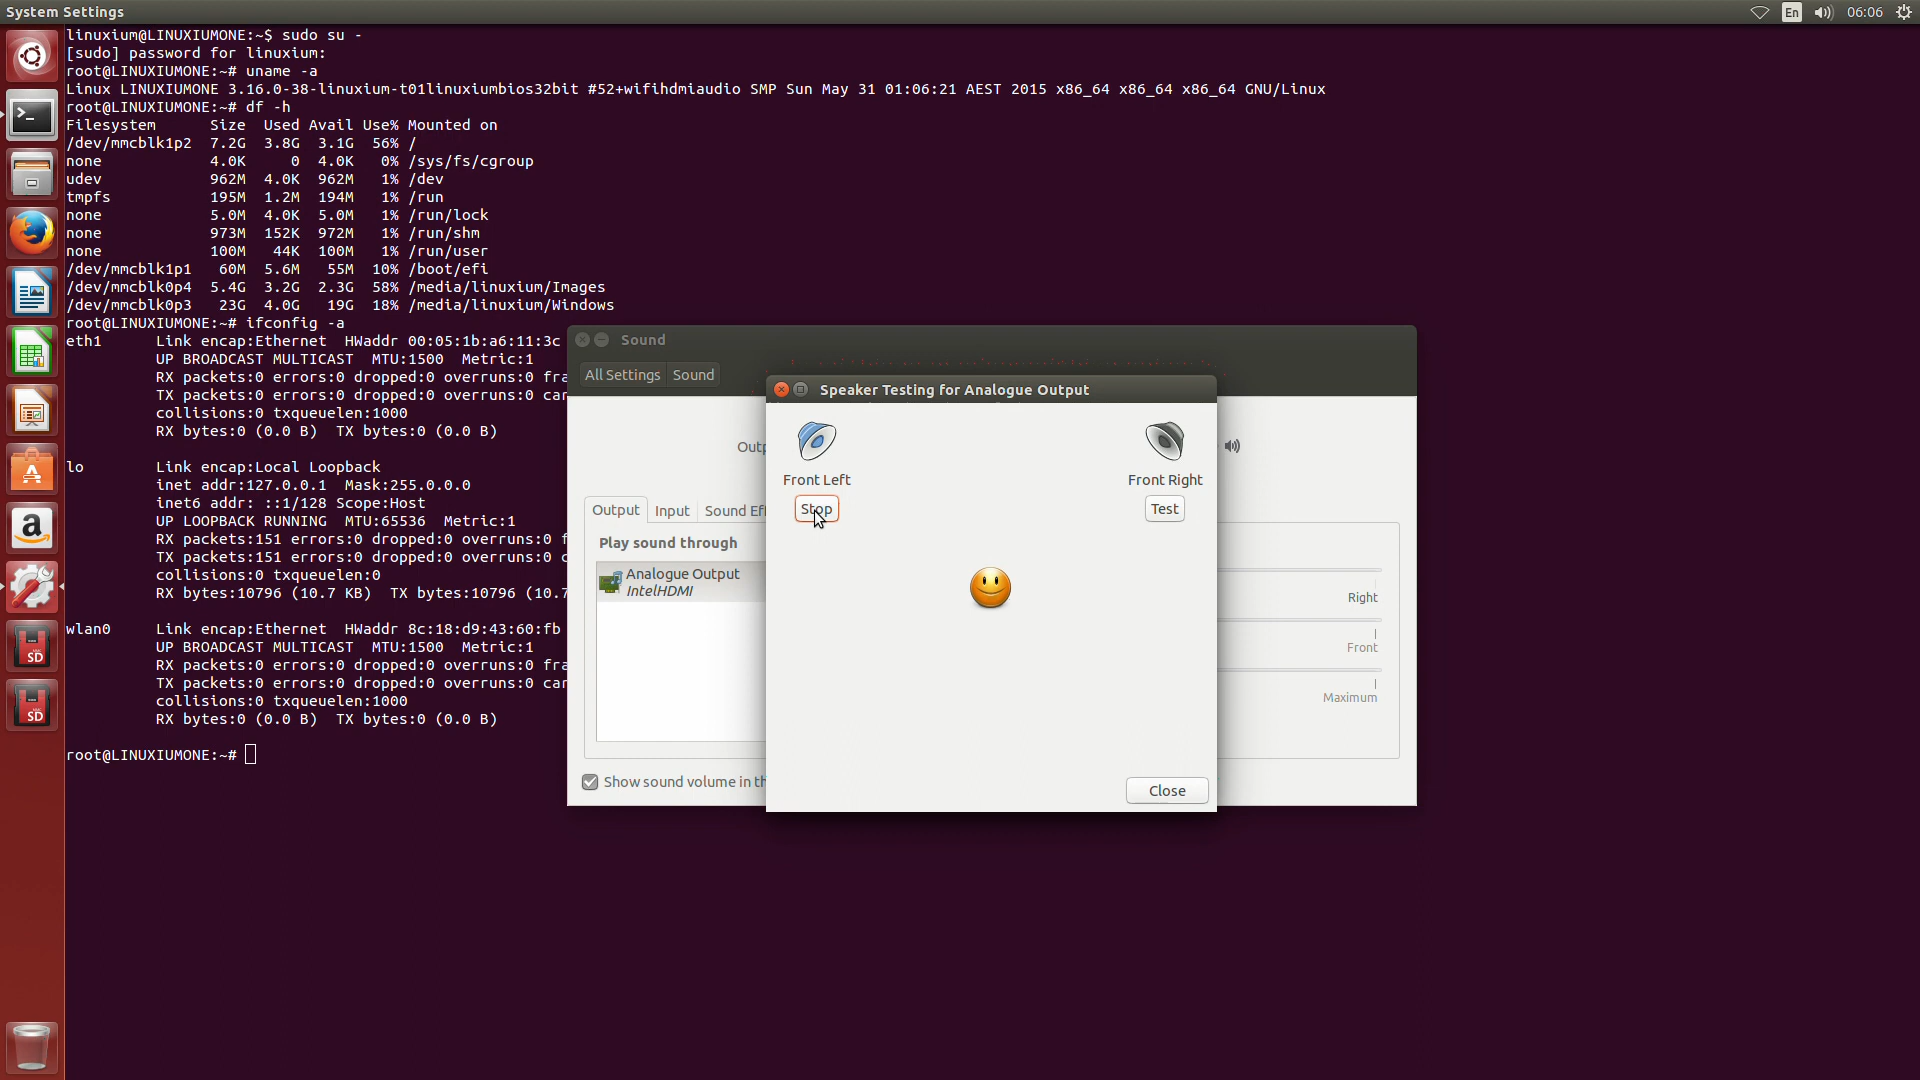 System Settings
En
06:06
linuxium@LINUXIUMONE:~$ sudo su -
[sudo] password for linuxium:
root@LINUXIUMONE:~# uname -a
Linux LINUXIUMONE 3.16.0-38-linuxium-t01linuxiumbios32bit #52+wifihdmiaudio SMP Sun May 31 01:06:21 AEST 2015 x86_64 x86_64 x86_64 GNU/Linux
root@LINUXIUMONE:~# df -h
Filesystem      Size  Used Avail Use% Mounted on
/dev/mmcblk1p2  7.2G  3.8G  3.1G  56% /
none            4.0K     0  4.0K   0% /sys/fs/cgroup
udev            962M  4.0K  962M   1% /dev
tmpfs           195M  1.2M  194M   1% /run
none            5.0M  4.0K  5.0M   1% /run/lock
none            973M  152K  972M   1% /run/shm
none            100M   44K  100M   1% /run/user
/dev/mmcblk1p1   60M  5.6M   55M  10% /boot/efi
/dev/mmcblk0p4  5.4G  3.2G  2.3G  58% /media/linuxium/Images
/dev/mmcblk0p3   23G  4.0G   19G  18% /media/linuxium/Windows
root@LINUXIUMONE:~# ifconfig -a
eth1      Link encap:Ethernet  HWaddr 00:05:1b:a6:11:3c
UP BROADCAST MULTICAST  MTU:1500  Metric:1
RX packets:0 errors:0 dropped:0 overruns:0 fra
TX packets:0 errors:0 dropped:0 overruns:0 car
collisions:0 txqueuelen:1000
RX bytes:0 (0.0 B)  TX bytes:0 (0.0 B)
lo        Link encap:Local Loopback
inet addr:127.0.0.1  Mask:255.0.0.0
inet6 addr: ::1/128 Scope:Host
UP LOOPBACK RUNNING  MTU:65536  Metric:1
RX packets:151 errors:0 dropped:0 overruns:0 f
TX packets:151 errors:0 dropped:0 overruns:0 c
collisions:0 txqueuelen:0
RX bytes:10796 (10.7 KB)  TX bytes:10796 (10.7
wlan0     Link encap:Ethernet  HWaddr 8c:18:d9:43:60:fb
UP BROADCAST MULTICAST  MTU:1500  Metric:1
RX packets:0 errors:0 dropped:0 overruns:0 fra
TX packets:0 errors:0 dropped:0 overruns:0 car
collisions:0 txqueuelen:1000
RX bytes:0 (0.0 B)  TX bytes:0 (0.0 B)
root@LINUXIUMONE:~#
SD
SD
Sound
All Settings Sound
Outp
Output Input Sound Eff
Play sound through
Analogue Output
IntelHDMI
Right
Front
Maximum
Show sound volume in th
Speaker Testing for Analogue Output
Front Left Front Right
Stop Test
Close